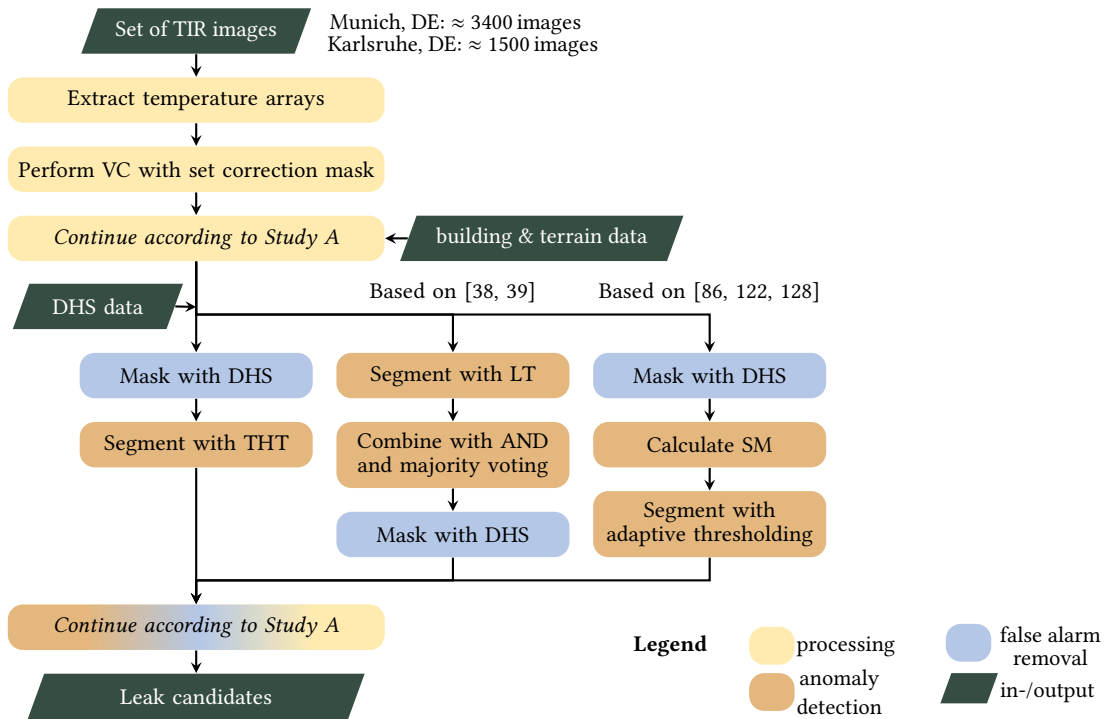 Set of TIR images
Munich, DE: ≈ 3400 images
Karlsruhe, DE: ≈ 1500 images
Extract temperature arrays
Perform VC with set correction mask
Continue according to Study A
building & terrain data
DHS data
Based on [38, 39]
Based on [86, 122, 128]
Mask with DHS
Segment with LT
Mask with DHS
Segment with THT
Combine with AND
and majority voting
Calculate SM
Mask with DHS
Segment with
adaptive thresholding
Continue according to Study A
Leak candidates
Legend
processing
anomaly
detection
false alarm
removal
in-/output